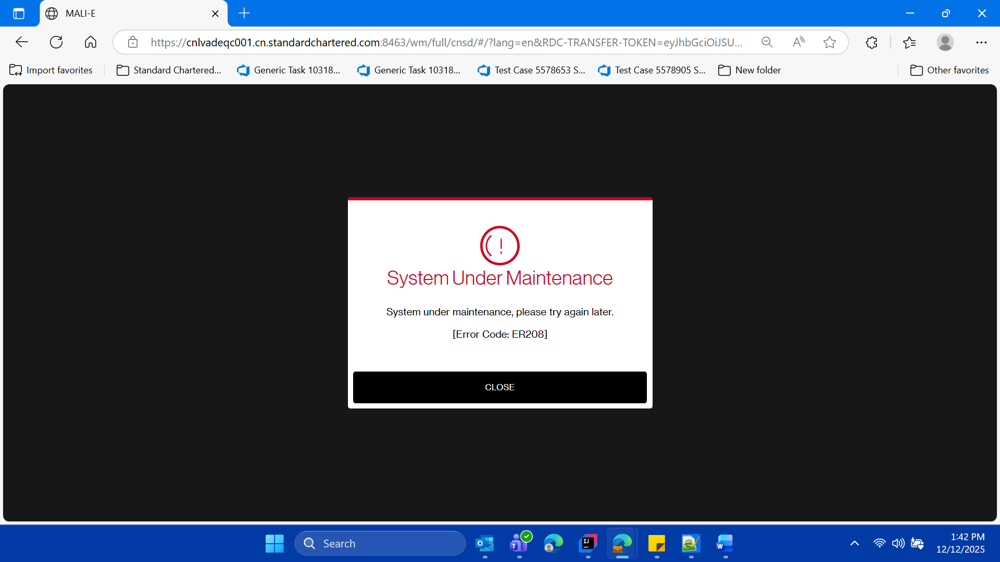 MALI-E
https://cnlvadeqc001.cn.standardchartered.com:8463/wm/full/cnsd/#/?lang=en&RDC-TRANSFER-TOKEN=eyJhbGciOiJSU...
Import favorites
Standard Chartered...
Generic Task 10318...
Generic Task 10318...
Test Case 5578653 S...
Test Case 5578905 S...
New folder
Other favorites
System Under Maintenance
System under maintenance, please try again later.
[Error Code: ER208]
CLOSE
Search
1:42 PM
12/12/2025